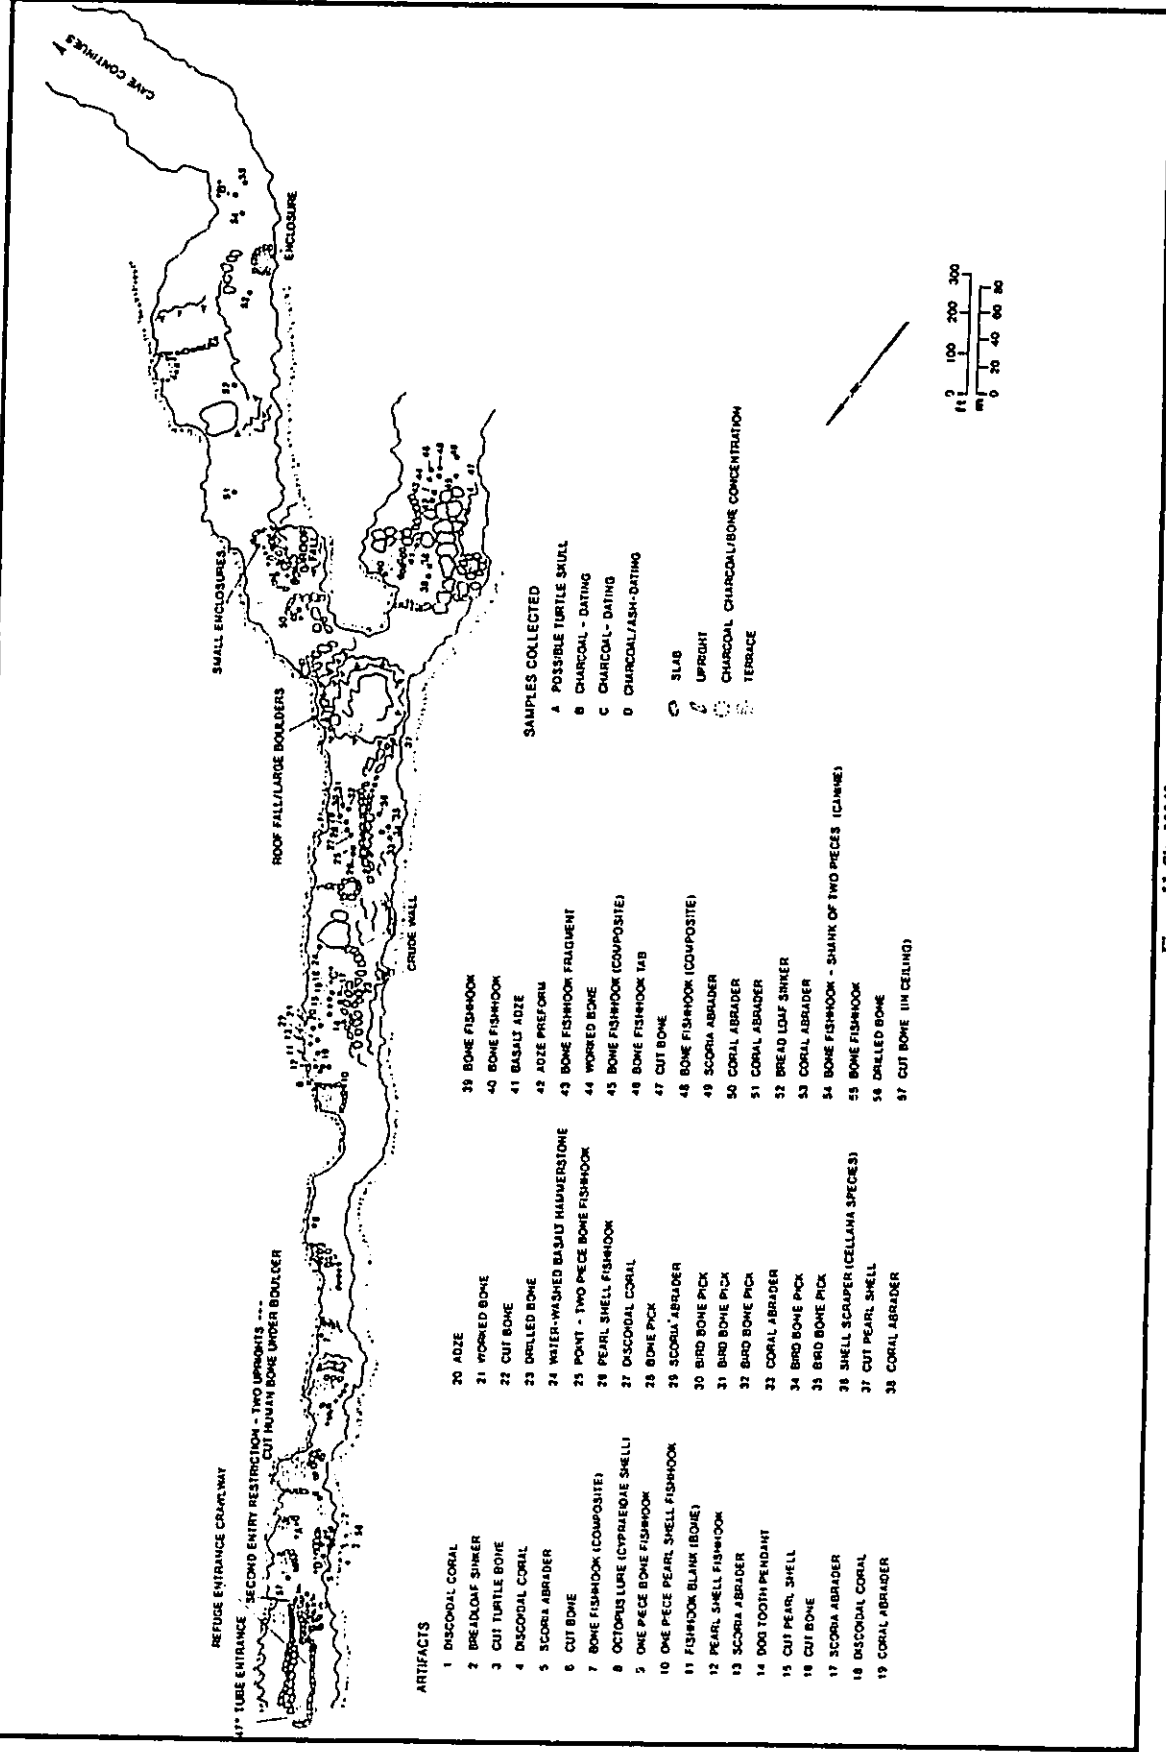 CAVE CONTINUES
ENCLOSURE
SMALL ENCLOSURES
ROOF FALL
ROOF FALL/LARGE BOULDERS
CRUDE WALL
SECOND ENTRY RESTRICTION - TWO UPRIGHTS ---
CUT HUMAN BONE UNDER BOULDER
REFUGE ENTRANCE CRAWLWAY
TUBE ENTRANCE
ARTIFACTS
1 DISCOIDAL CORAL
2 BREADLOAF SINKER
3 CUT TURTLE BONE
4 DISCOIDAL CORAL
5 SCORIA ABRADER
6 CUT BONE
7 BONE FISHHOOK (COMPOSITE)
8 OCTOPUS LURE (CYPRAEIDAE SHELL)
9 ONE PIECE BONE FISHHOOK
10 ONE PIECE PEARL SHELL FISHHOOK
11 FISHHOOK BLANK (BONE)
12 PEARL SHELL FISHHOOK
13 SCORIA ABRADER
14 DOG TOOTH PENDANT
15 CUT PEARL SHELL
16 CUT BONE
17 SCORIA ABRADER
18 DISCOIDAL CORAL
19 CORAL ABRAIDER
20 ADZE
21 WORKED BONE
22 CUT BONE
23 DRILLED BONE
24 WATER-WASHED BASALT HAMMERSTONE
25 POINT - TWO PIECE BONE FISHHOOK
26 PEARL SHELL FISHHOOK
27 DISCOIDAL CORAL
28 BONE PICK
29 SCORIA ABRADER
30 BIRD BONE PICK
31 BIRD BONE PICK
32 BIRD BONE PICK
33 CORAL ABRADER
34 BIRD BONE PICK
35 BIRD BONE PICK
36 SHELL SCRAPER (CELLANA SPECIES)
37 CUT PEARL SHELL
38 CORAL ABRADER
39 BONE FISHHOOK
40 BONE FISHHOOK
41 BASALT ADZE
42 ADZE PREFORM
43 BONE FISHHOOK FRAGMENT
44 WORKED BONE
45 BONE FISHHOOK (COMPOSITE)
46 BONE FISHHOOK TAB
47 CUT BONE
48 BONE FISHHOOK (COMPOSITE)
49 SCORIA ABRADER
50 CORAL ABRADER
51 CORAL ABRADER
52 BREAD LOAF SINKER
53 CORAL ABRADER
54 BONE FISHHOOK - SHANK OF TWO PIECES (CANINE)
55 BONE FISHHOOK
56 DRILLED BONE
57 CUT BONE (IN CEILING)
SAMPLES COLLECTED
A POSSIBLE TURTLE SKULL
B CHARCOAL - DATING
C CHARCOAL - DATING
D CHARCOAL/ASH-DATING
SLAB
UPRIGHT
CHARCOAL CHARCOAL/BONE CONCENTRATION
TERRACE
ft 0 100 200 300
m 0 20 40 60 80